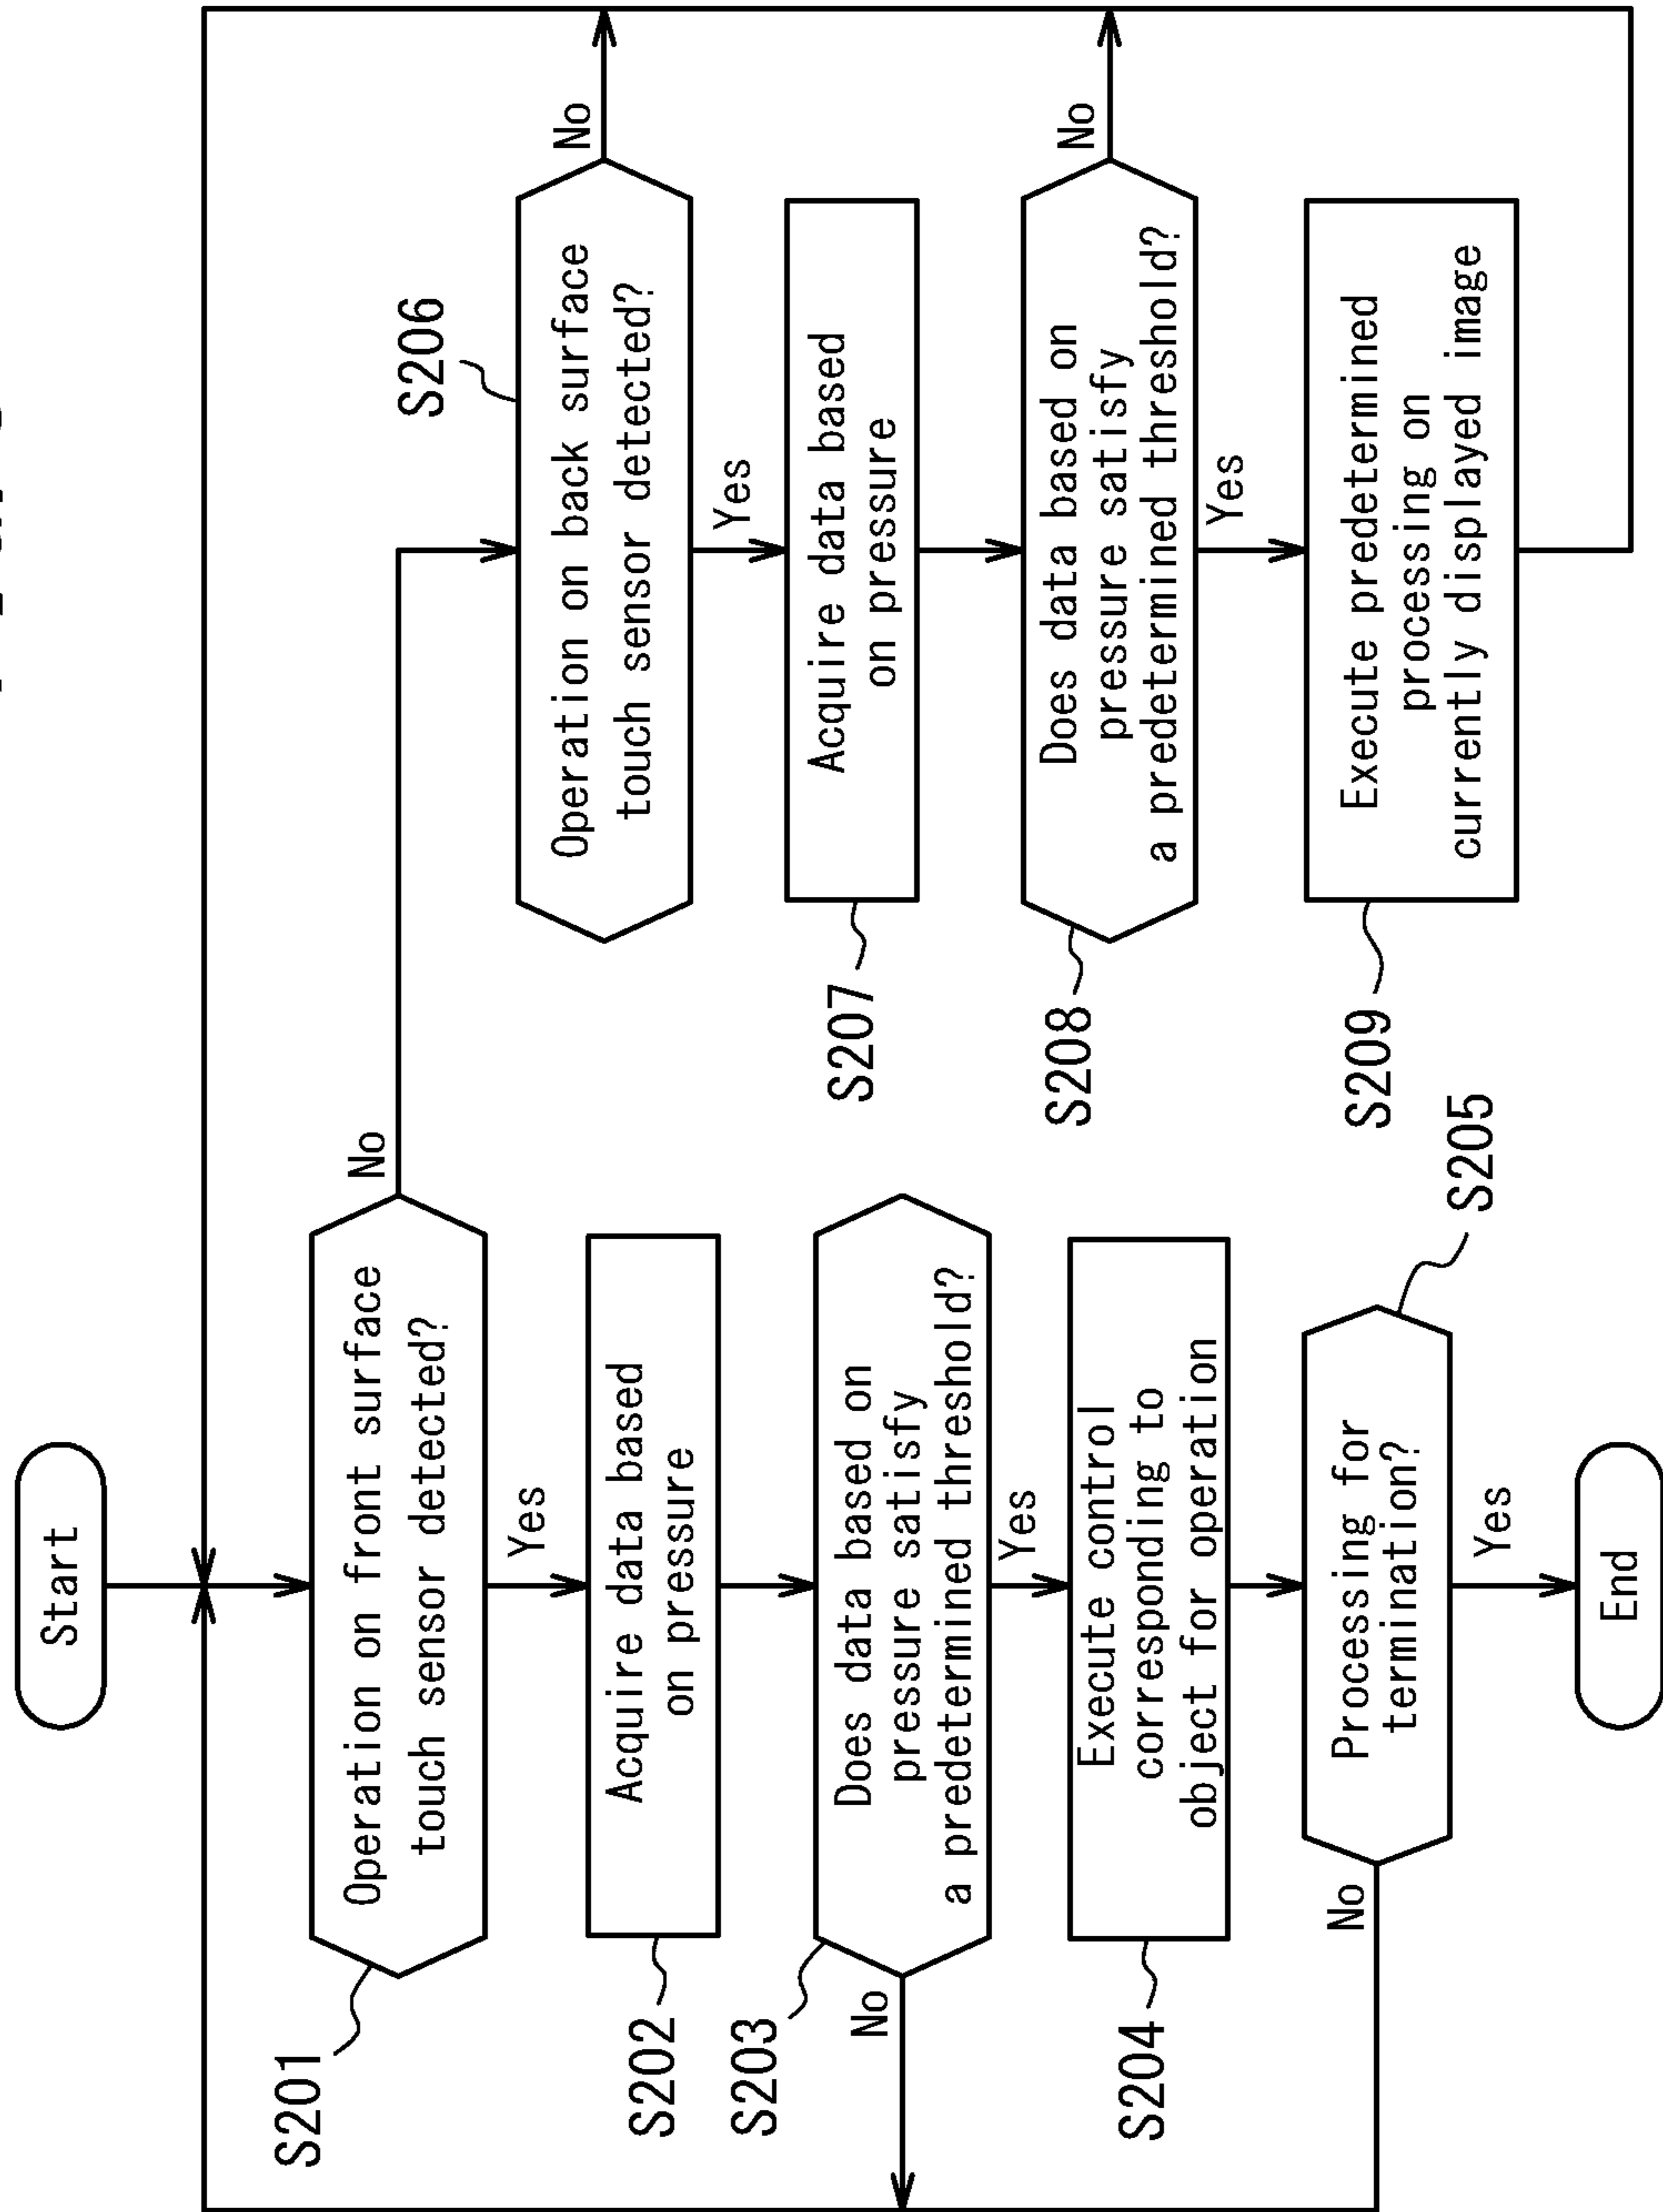 Start
S201
Operation on front surface
touch sensor detected?
No
Yes
S202
Acquire data based
on pressure
S203
Does data based on
pressure satisfy
a predetermined threshold?
No
Yes
S204
Execute control
corresponding to
object for operation
S205
Processing for
termination?
No
Yes
End
S206
Operation on back surface
touch sensor detected?
No
Yes
S207
Acquire data based
on pressure
S208
Does data based on
pressure satisfy
a predetermined threshold?
No
Yes
S209
Execute predetermined
processing on
currently displayed image